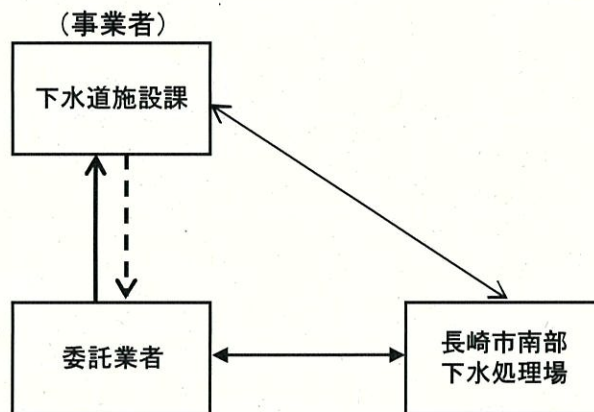 (事業者)
下水道施設課
委託業者
長崎市南部
下水処理場